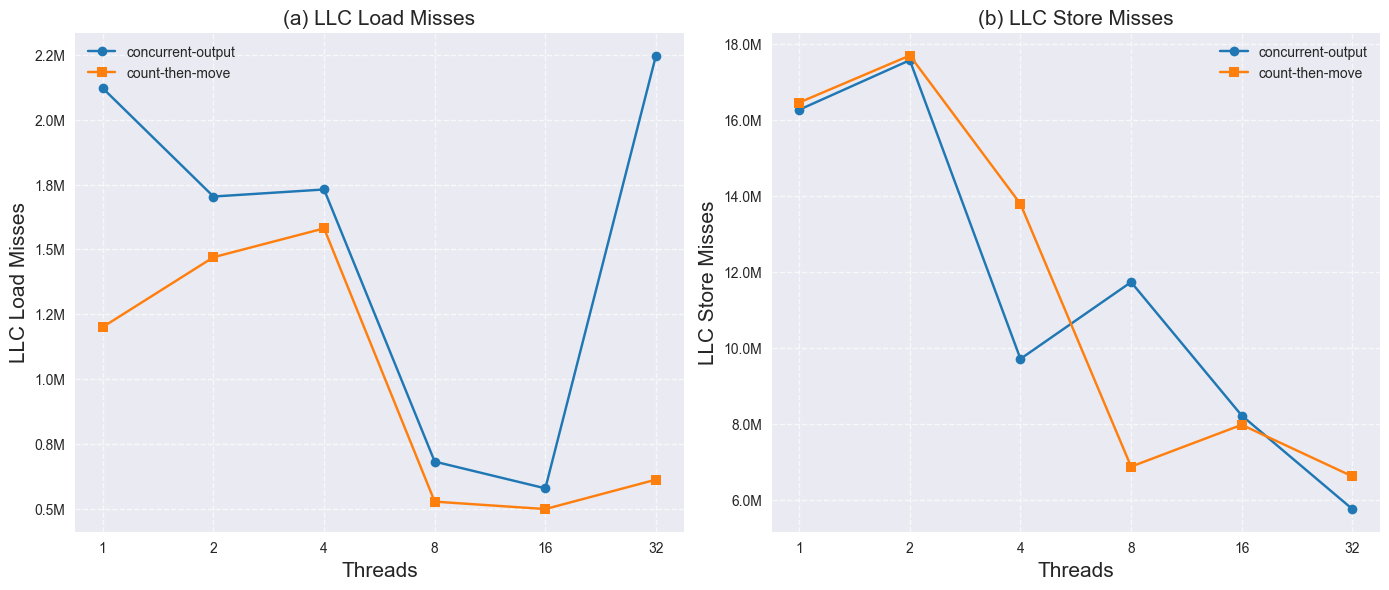 (a) LLC Load Misses
concurrent-output
count-then-move
2.2M
2.0M
1.8M
1.5M
1.2M
1.0M
0.8M
0.5M
LLC Load Misses
1 2 4 8 16 32
Threads
(b) LLC Store Misses
concurrent-output
count-then-move
18.0M
16.0M
14.0M
12.0M
10.0M
8.0M
6.0M
LLC Store Misses
1 2 4 8 16 32
Threads